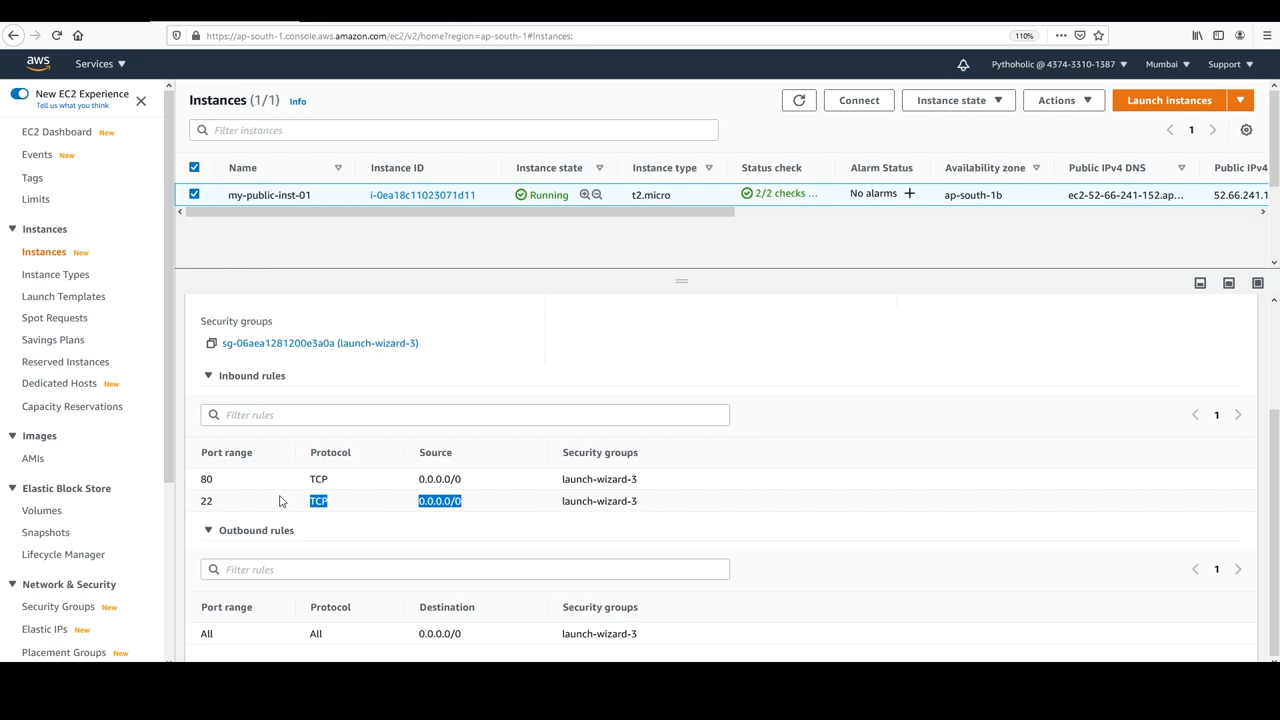 https://ap-south-1.console.aws.amazon.com/ec2/v2/home?region=ap-south-1#Instances:
110%
aws
Services
Pythoholic @ 4374-3310-1387
Mumbai
Support
New EC2 Experience
Tell us what you think
EC2 Dashboard New
Events New
Tags
Limits
Instances
Instances New
Instance Types
Launch Templates
Spot Requests
Savings Plans
Reserved Instances
Dedicated Hosts New
Capacity Reservations
Images
AMIs
Elastic Block Store
Volumes
Snapshots
Lifecycle Manager
Network & Security
Security Groups New
Elastic IPs New
Placement Groups New
Instances (1/1) Info
Connect
Instance state
Actions
Launch instances
Filter instances
1
Name Instance ID Instance state Instance type Status check Alarm Status Availability zone Public IPv4 DNS Public IPv4
my-public-inst-01 i-0ea18c11023071d11 Running t2.micro 2/2 checks ... No alarms + ap-south-1b ec2-52-66-241-152.ap... 52.66.241.1
Security groups
sg-06aea1281200e3a0a (launch-wizard-3)
Inbound rules
Filter rules
1
Port range Protocol Source Security groups
80 TCP 0.0.0.0/0 launch-wizard-3
22 TCP 0.0.0.0/0 launch-wizard-3
Outbound rules
Filter rules
1
Port range Protocol Destination Security groups
All All 0.0.0.0/0 launch-wizard-3